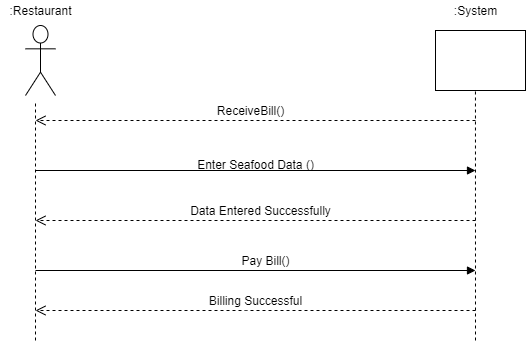 :Restaurant
:System
ReceiveBill()
Enter Seafood Data ()
Data Entered Successfully
Pay Bill()
Billing Successful